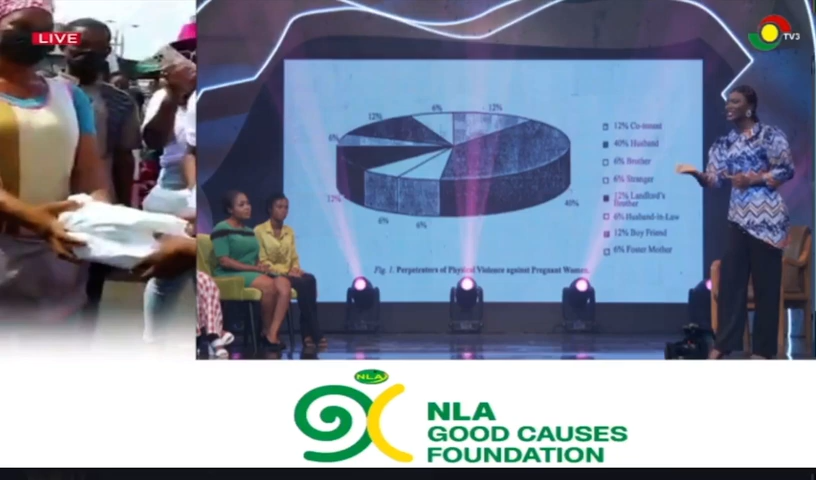 LIVE
TV3
6%
12%
12%
6%
12%
6%
6%
40%
12% Co-tenant
40% Husband
6% Brother
6% Stranger
12% Landlord's
Brother
6% Husband-in-Law
12% Boy Friend
6% Foster Mother
Fig. 1. Perpetrators of Physical Violence against Pregnant Women.
NLA
NLA
GOOD CAUSES
FOUNDATION